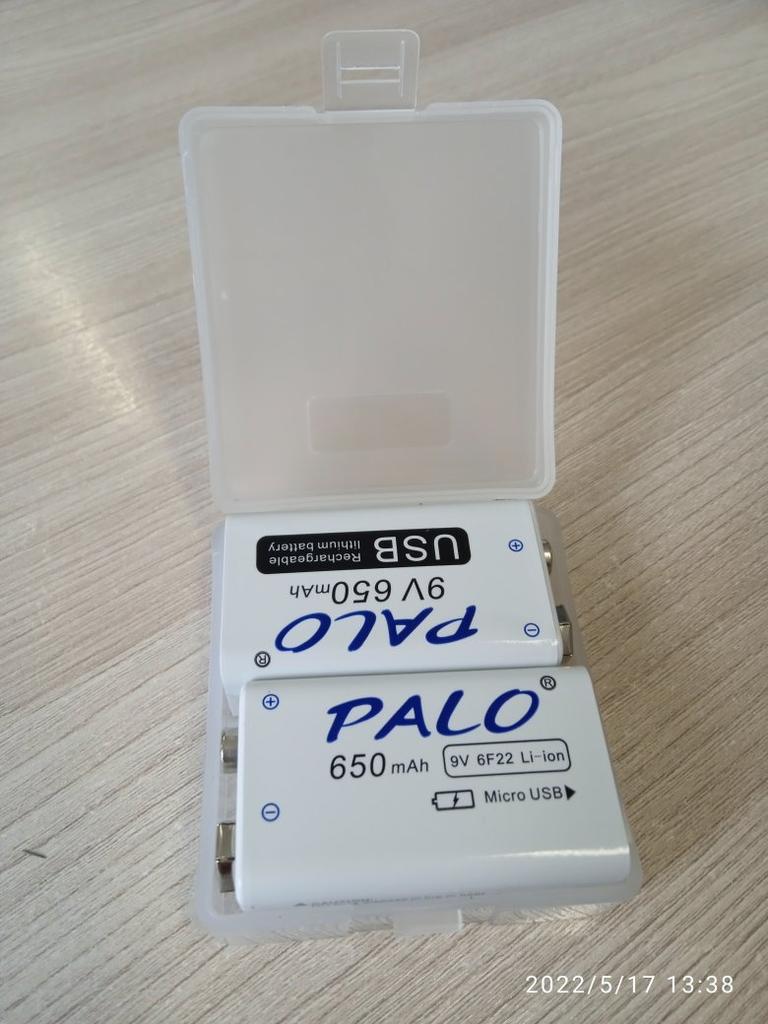 USB Rechargeable
lithium battery
9V 650mAh
PALO®
PALO®
650 mAh 9V 6F22 Li-ion
Micro USB
2022/5/17 13:38